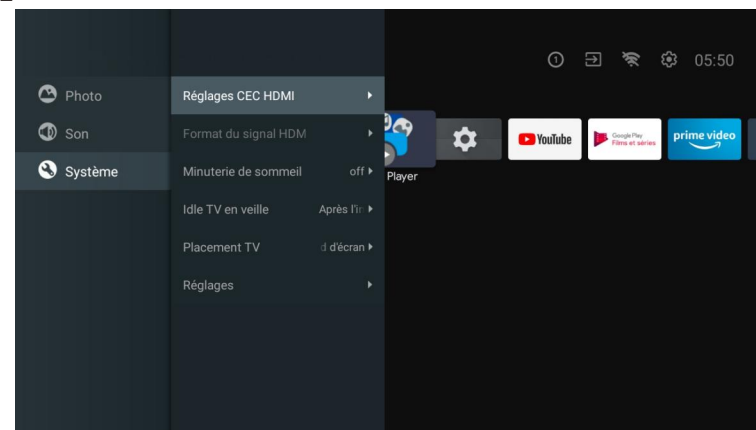 1
05:50
Photo
Son
Système
Réglages CEC HDMI
Format du signal HDM
Minuterie de sommeil off
Idle TV en veille Après l'ir
Placement TV d d'écran
Réglages
Player
YouTube
Google Play
Films et séries
prime video